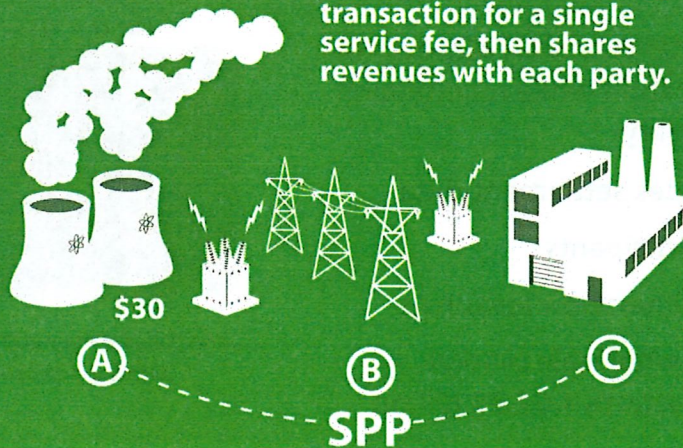 transaction for a single
service fee, then shares
revenues with each party.
$30
A
B
C
SPP